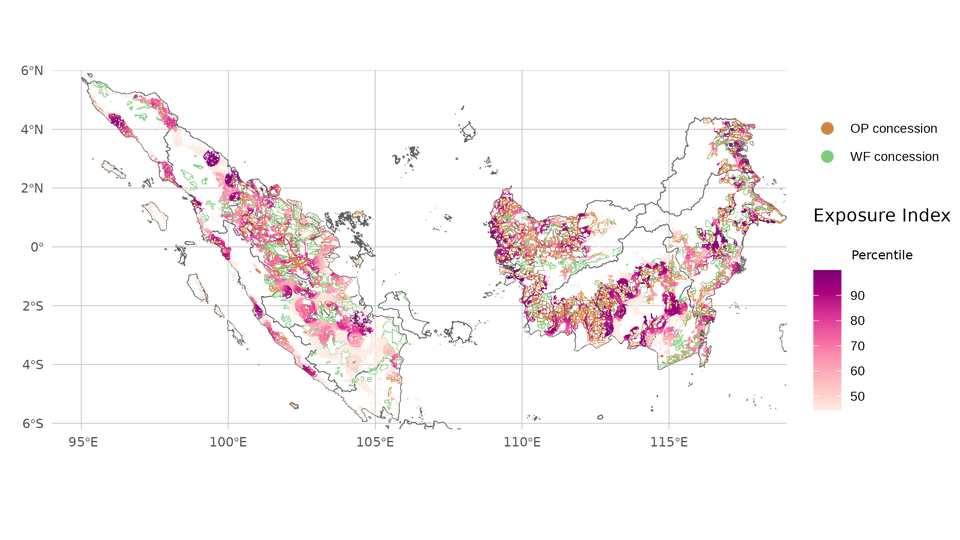 6°N
4°N
2°N
0°
2°S
4°S
6°S
95°E
100°E
105°E
110°E
115°E
OP concession
WF concession
Exposure Index
Percentile
90
80
70
60
50